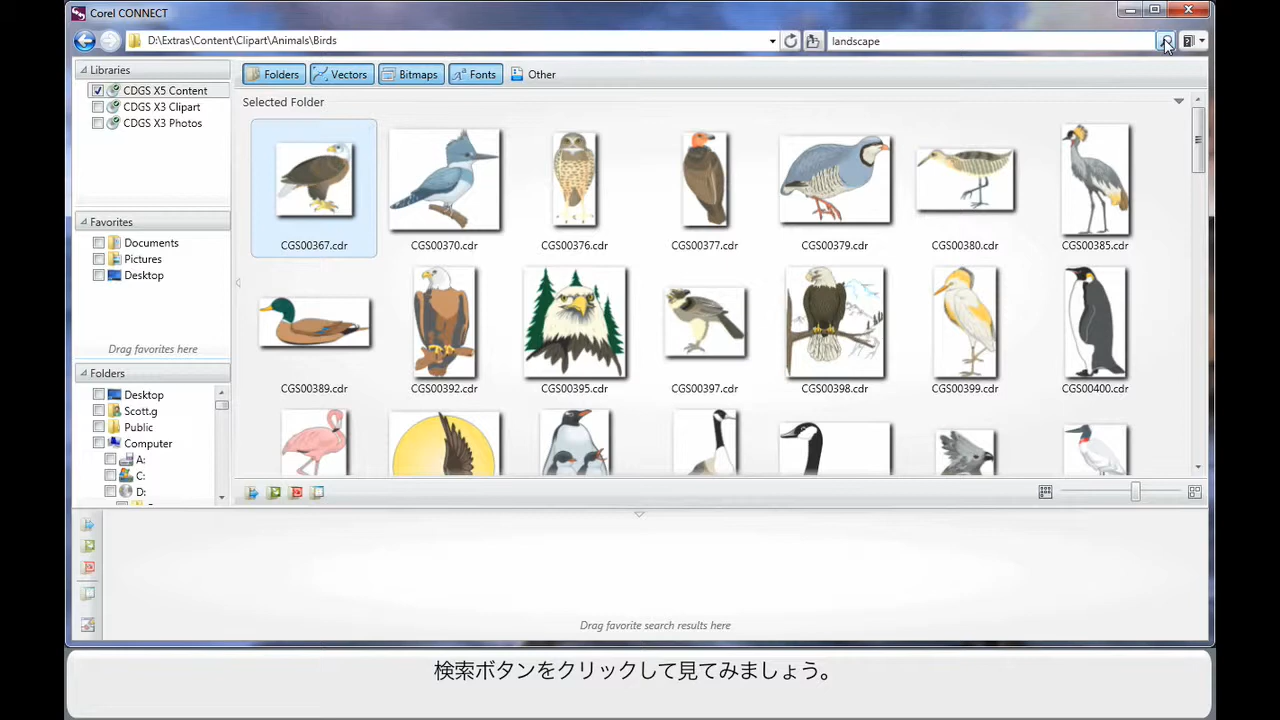 Corel CONNECT
D:\Extras\Content\Clipart\Animals\Birds
landscape
Libraries
CDGS X5 Content
CDGS X3 Clipart
CDGS X3 Photos
Favorites
Documents
Pictures
Desktop
Drag favorites here
Folders
Desktop
Scott.g
Public
Computer
A:
C:
D:
Folders Vectors Bitmaps Fonts Other
Selected Folder
CGS00367.cdr CGS00370.cdr CGS00376.cdr CGS00377.cdr CGS00379.cdr CGS00380.cdr CGS00385.cdr
CGS00389.cdr CGS00392.cdr CGS00395.cdr CGS00397.cdr CGS00398.cdr CGS00399.cdr CGS00400.cdr
Drag favorite search results here
検索ボタンをクリックして見てみましょう。